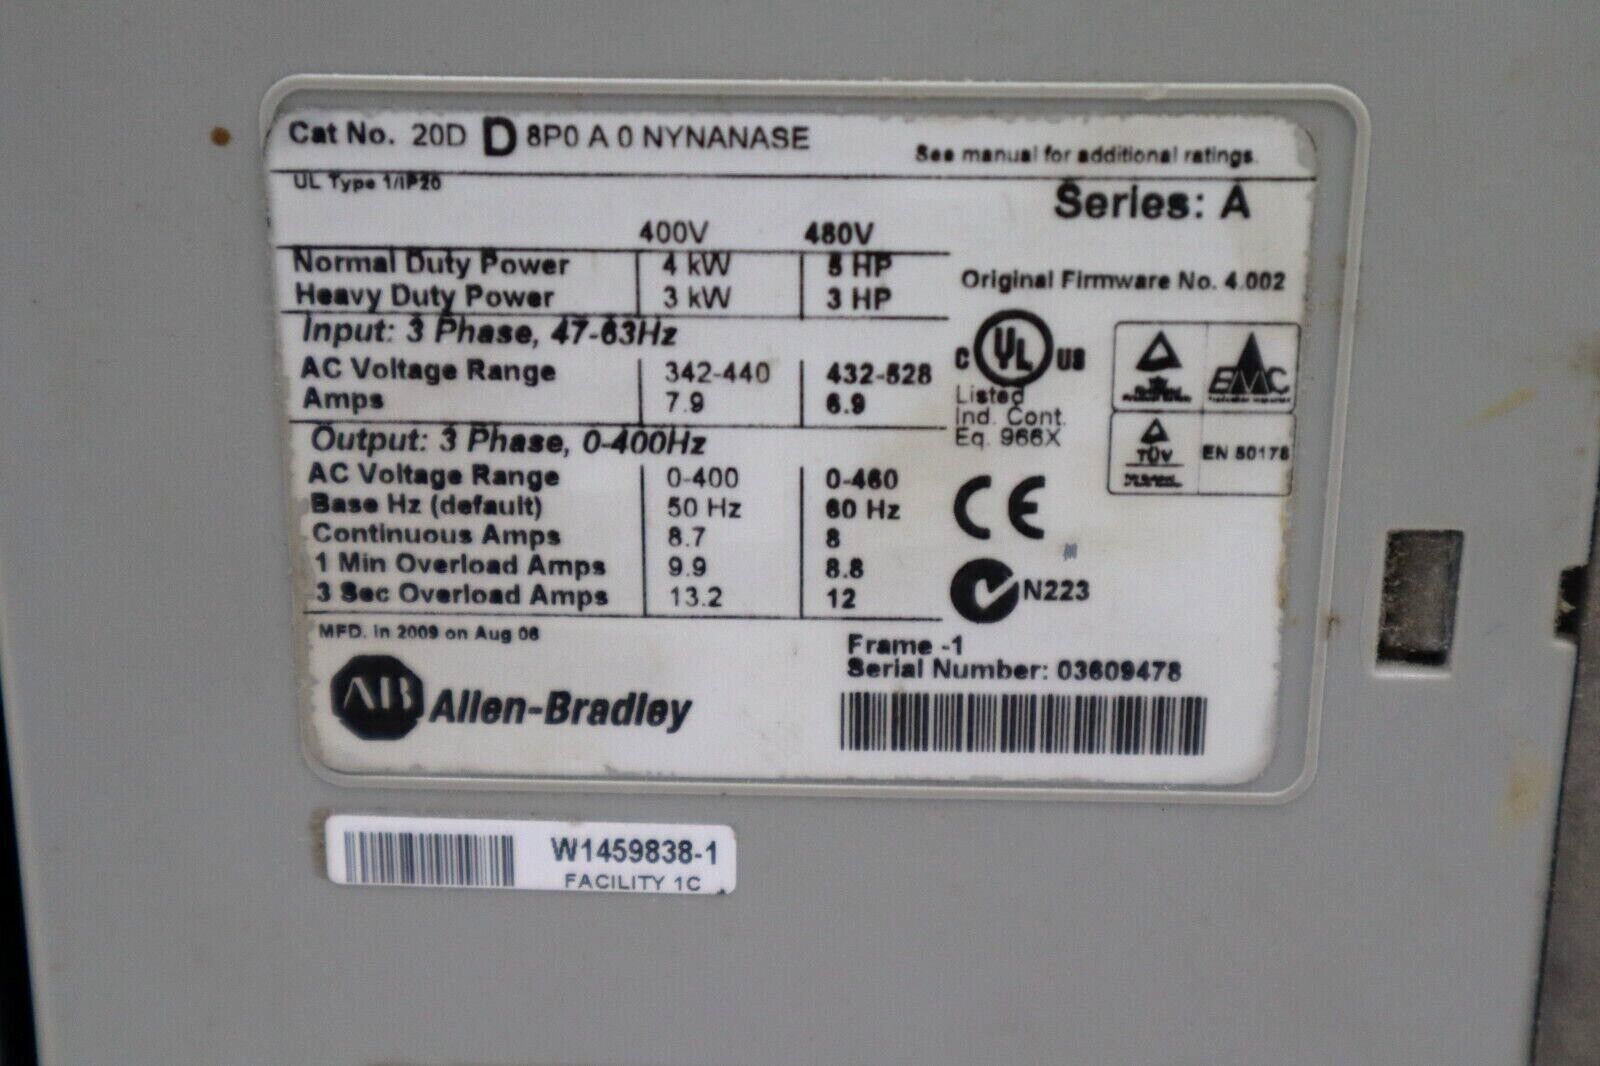 Cat No. 20D D 8P0 A 0 NYNANASE
See manual for additional ratings.
UL Type 1/IP20
Series: A
400V 480V
Normal Duty Power 4 kW 5 HP
Heavy Duty Power 3 kW 3 HP
Original Firmware No. 4.002
Input: 3 Phase, 47-63Hz
AC Voltage Range 342-440 432-528
Amps 7.9 6.9
C UL US
Listed
Ind. Cont.
Eq. 966X
EMC
TÜV
EN 50178
Output: 3 Phase, 0-400Hz
AC Voltage Range 0-400 0-460
Base Hz (default) 50 Hz 60 Hz
Continuous Amps 8.7 8
1 Min Overload Amps 9.9 8.8
3 Sec Overload Amps 13.2 12
CE
N223
MFD. in 2009 on Aug 06
Frame -1
Serial Number: 03609478
AB Allen-Bradley
W1459838-1
FACILITY 1C